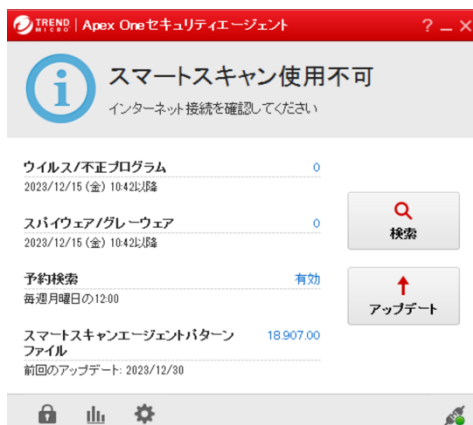 TREND MICRO | Apex Oneセキュリティエージェント ? _ ×
スマートスキャン使用不可
インターネット接続を確認してください
ウイルス/不正プログラム 0
2023/12/15 (金) 10:42以降
スパイウェア/グレーウェア 0
2023/12/15 (金) 10:42以降
検索
予約検索 有効
毎週月曜日の12:00
アップデート
スマートスキャンエージェントパターン 18.907.00
ファイル
前回のアップデート: 2023/12/30